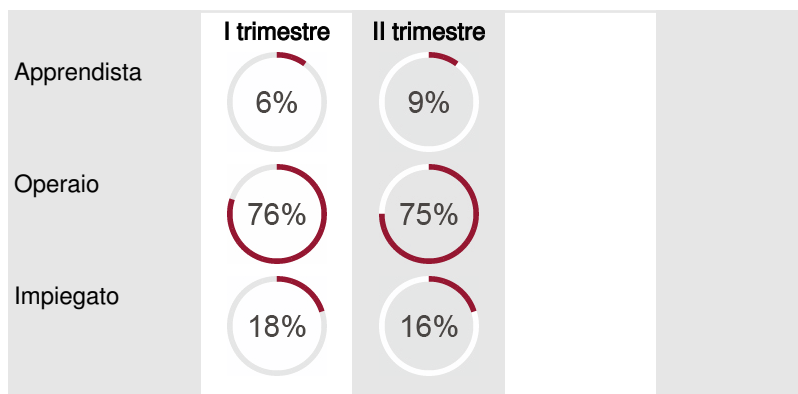 I trimestre II trimestre
Apprendista
6% 9%
Operaio
76% 75%
Impiegato
18% 16%